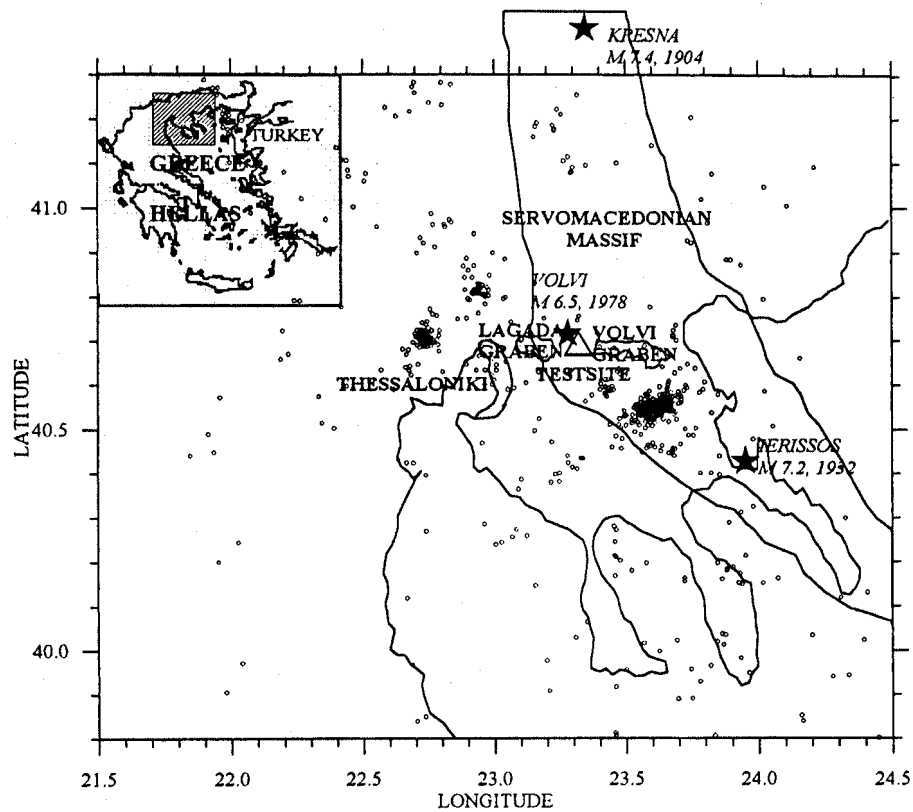 KRESNA
M 7.4, 1904
TURKEY
GREECE
HELLAS
41.0
SERVOMACEDONIAN
MASSIF
VOLVI
M 6.5, 1978
LAGADA
GRABEN
VOLVI
GRABEN
TESTSITE
THESSALONIKI
40.5
IERISSOS
M 7.2, 1932
LATITUDE
40.0
21.5
22.0
22.5
23.0
23.5
24.0
24.5
LONGITUDE